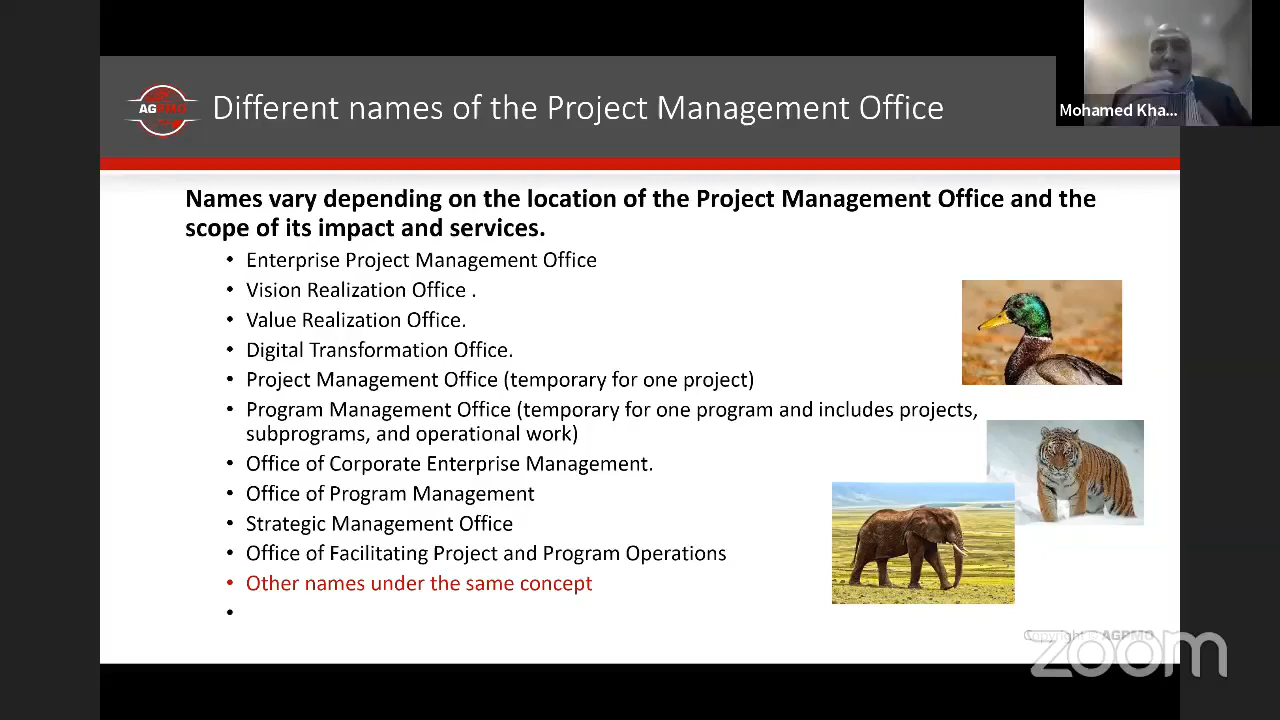 AGPMO
Different names of the Project Management Office
Mohamed Kha...
Names vary depending on the location of the Project Management Office and the
scope of its impact and services.
• Enterprise Project Management Office
• Vision Realization Office .
• Value Realization Office.
• Digital Transformation Office.
• Project Management Office (temporary for one project)
• Program Management Office (temporary for one program and includes projects,
subprograms, and operational work)
• Office of Corporate Enterprise Management.
• Office of Program Management
• Strategic Management Office
• Office of Facilitating Project and Program Operations
• Other names under the same concept
•
Copyright © AGPMO
zoom